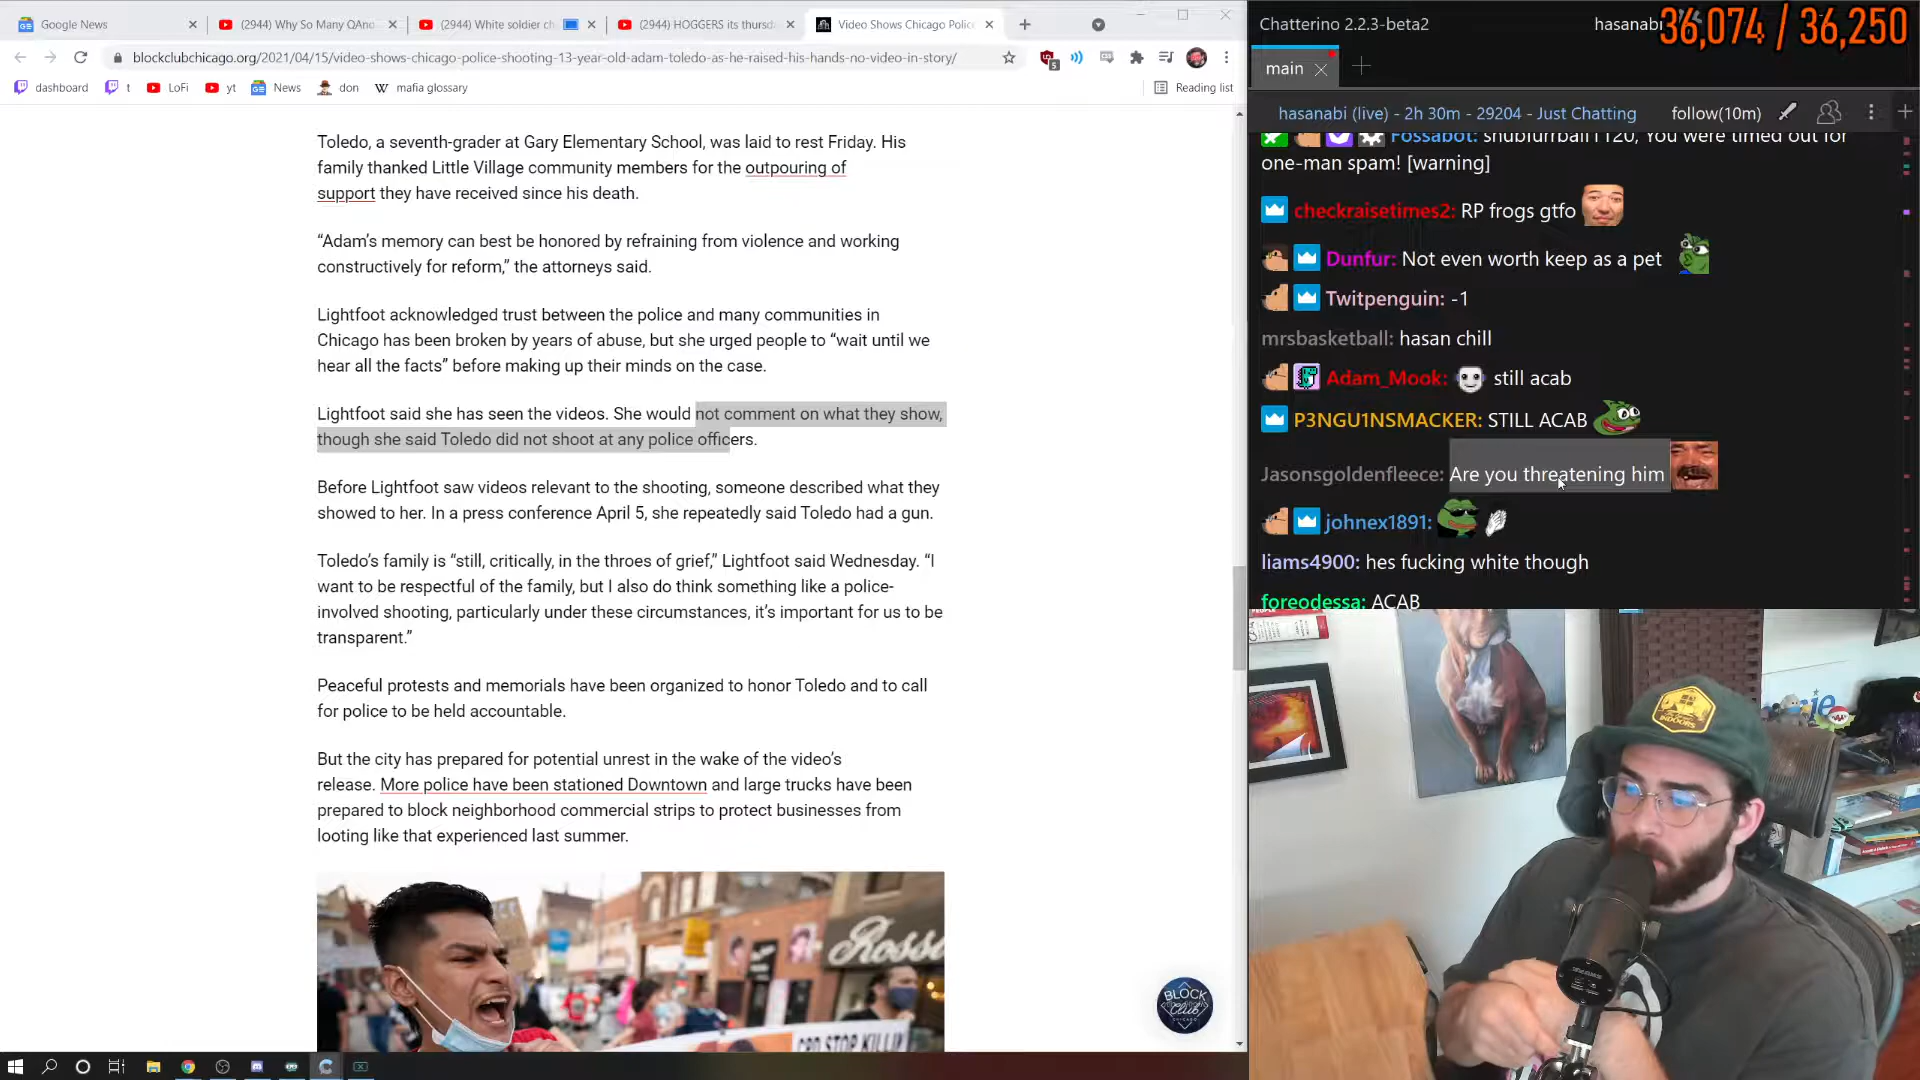 Google News
(2944) Why So Many QAno
(2944) White soldier ch
(2944) HOGGERS its thursd
Video Shows Chicago Polic
blockclubchicago.org/2021/04/15/video-shows-chicago-police-shooting-13-year-old-adam-toledo-as-he-raised-his-hands-no-video-in-story/
5
dashboard
t
LoFi
yt
News
don
W mafia glossary
Reading list
Toledo, a seventh-grader at Gary Elementary School, was laid to rest Friday. His
family thanked Little Village community members for the outpouring of
support they have received since his death.
“Adam’s memory can best be honored by refraining from violence and working
constructively for reform,” the attorneys said.
Lightfoot acknowledged trust between the police and many communities in
Chicago has been broken by years of abuse, but she urged people to “wait until we
hear all the facts” before making up their minds on the case.
Lightfoot said she has seen the videos. She would not comment on what they show,
though she said Toledo did not shoot at any police officers.
Before Lightfoot saw videos relevant to the shooting, someone described what they
showed to her. In a press conference April 5, she repeatedly said Toledo had a gun.
Toledo’s family is “still, critically, in the throes of grief,” Lightfoot said Wednesday. “I
want to be respectful of the family, but I also do think something like a police-
involved shooting, particularly under these circumstances, it’s important for us to be
transparent.”
Peaceful protests and memorials have been organized to honor Toledo and to call
for police to be held accountable.
But the city has prepared for potential unrest in the wake of the video’s
release. More police have been stationed Downtown and large trucks have been
prepared to block neighborhood commercial strips to protect businesses from
looting like that experienced last summer.
Ross
CPD STOP KILLIN
BLOCK
CLUB
CHICAGO
Chatterino 2.2.3-beta2
hasanabi
36,074 / 36,250
main
hasanabi (live) - 2h 30m - 29204 - Just Chatting
follow(10m)
Fossabot: shubfurball1120, You were timed out for
one-man spam! [warning]
checkraisetimes2: RP frogs gtfo
Dunfur: Not even worth keep as a pet
Twitpenguin: -1
mrsbasketball: hasan chill
Adam_Mook: still acab
P3NGU1NSMACKER: STILL ACAB
Jasonsgoldenfleece: Are you threatening him
johnex1891:
liams4900: hes fucking white though
foreodessa: ACAB
INDOORS